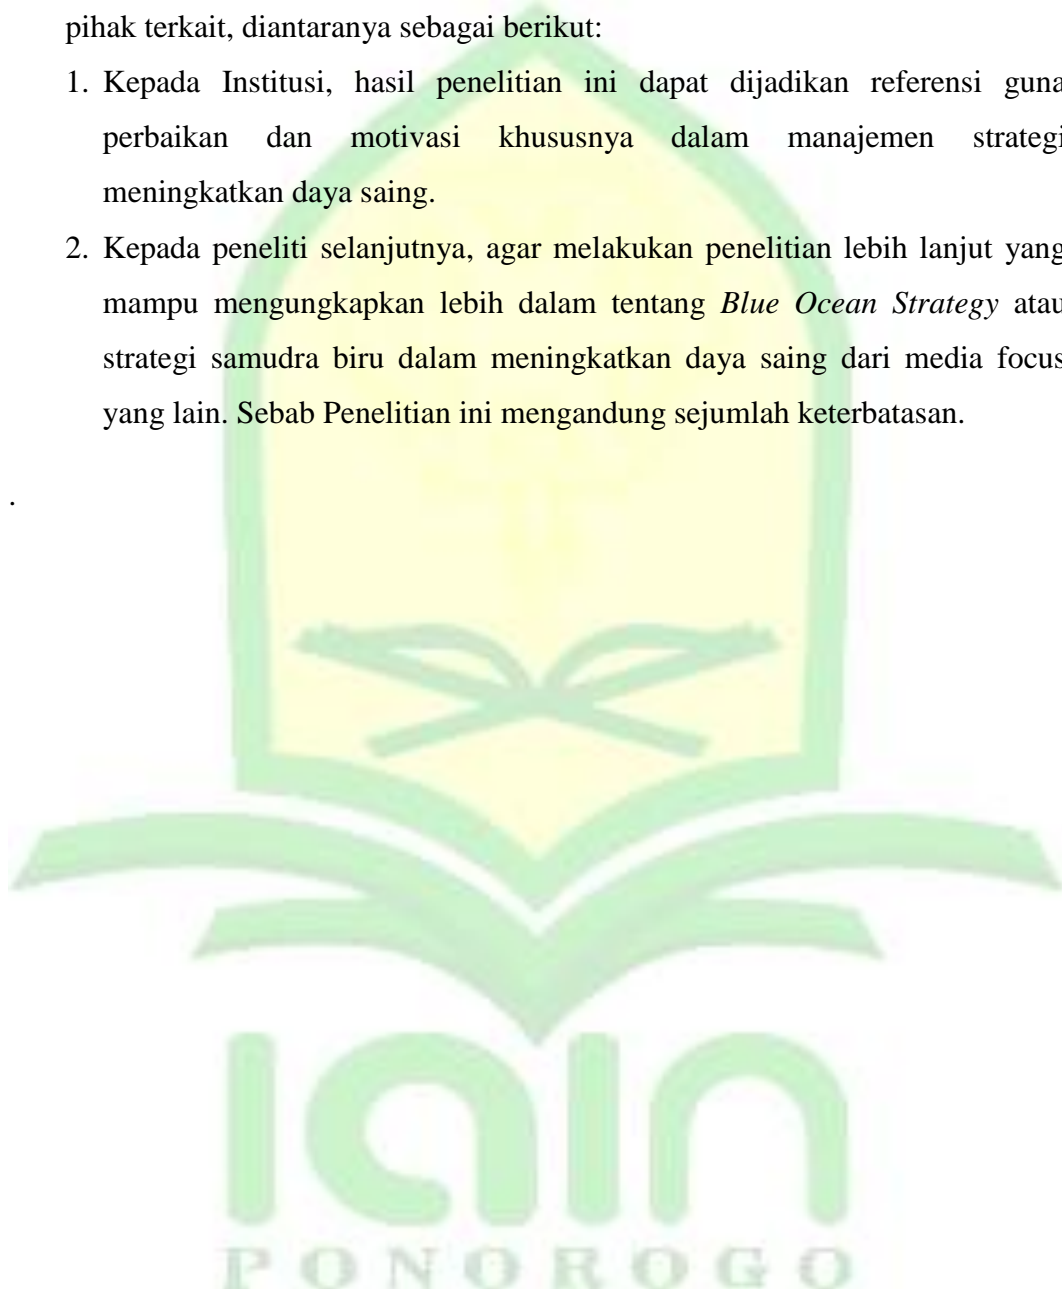 pihak terkait, diantaranya sebagai berikut:
1. Kepada Institusi, hasil penelitian ini dapat dijadikan referensi guna
perbaikan dan motivasi khususnya dalam manajemen strategi
meningkatkan daya saing.
2. Kepada peneliti selanjutnya, agar melakukan penelitian lebih lanjut yang
mampu mengungkapkan lebih dalam tentang Blue Ocean Strategy atau
strategi samudra biru dalam meningkatkan daya saing dari media focus
yang lain. Sebab Penelitian ini mengandung sejumlah keterbatasan.
.
iain
PONOROGO